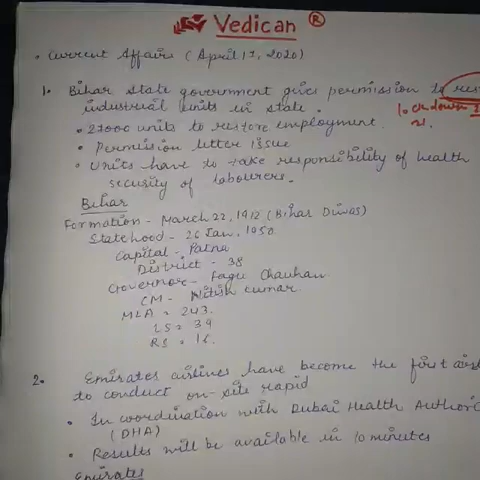 Vedican ®
• Current Affairs (April 17, 2020)
1. Bihar State government gives permission to res
industrial units in state.
• 27000 units to restore employment.
• Permission letter issue
• Units have to take responsibility of health
security of labourers.
Bihar
Formation - March 22, 1912 (Bihar Diwas)
Statehood - 26 Jan, 1950.
Capital - Patna
District - 38
Governor - Fagu Chauhan
CM - Nitish Kumar
MLA = 243.
LS = 39
RS = 16.
2. Emirates airlines have become the first airl
to conduct on-site rapid
• In coordination with Dubai Health Authori
(DHA)
• Results will be available in 10 minutes
Emirates